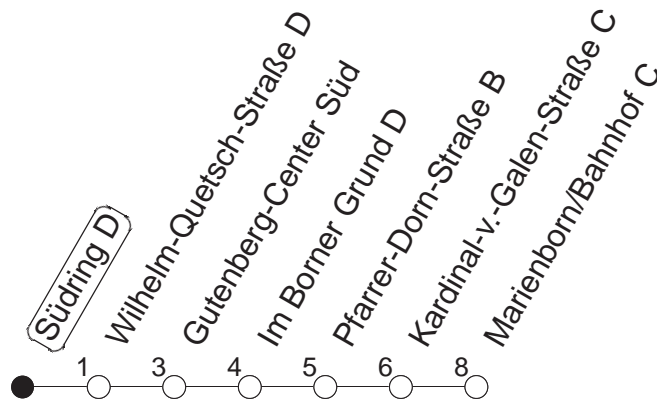 Südring D
Wilhelm-Quetsch-Straße D
Gutenberg-Center Süd
Im Borner Grund D
Pfarrer-Dorn-Straße B
Kardinal-v.-Galen-Straße C
Marienborn/Bahnhof C
1 3 4 5 6 8